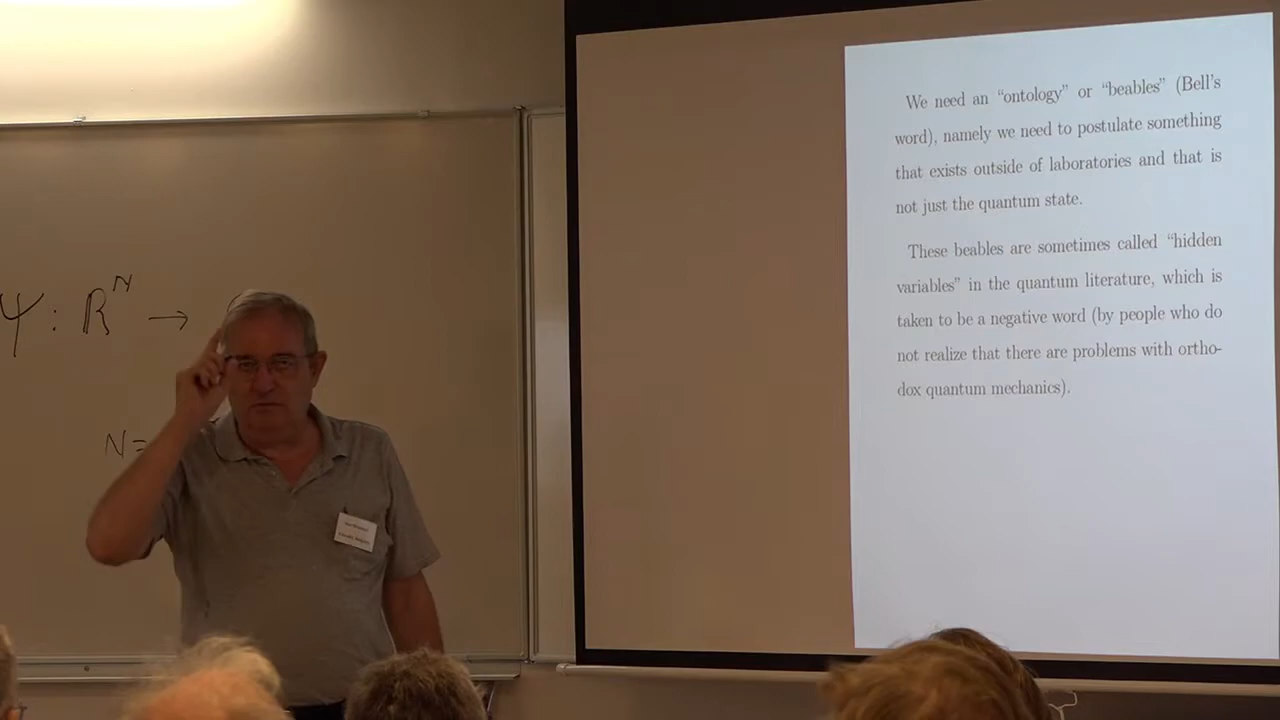 Ψ : R^N →
N=
We need an “ontology” or “beables” (Bell’s
word), namely we need to postulate something
that exists outside of laboratories and that is
not just the quantum state.
These beables are sometimes called “hidden
variables” in the quantum literature, which is
taken to be a negative word (by people who do
not realize that there are problems with ortho-
dox quantum mechanics).